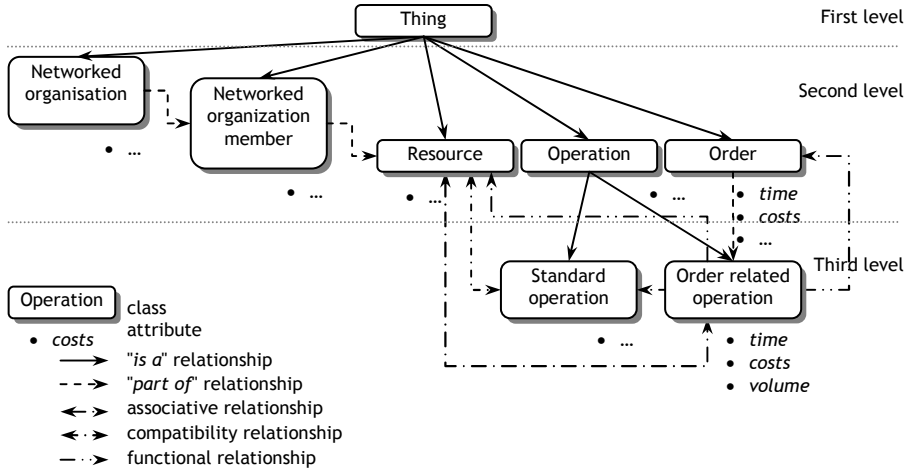 Thing
First level
Networked
organisation
Networked
organization
member
Second level
Resource
Operation
Order
• ...
• ...
• ...
• ...
• time
• costs
• ...
Third level
Standard
operation
Order related
operation
• ...
• time
• costs
• volume
Operation
class
attribute
• costs
"is a" relationship
"part of" relationship
associative relationship
compatibility relationship
functional relationship